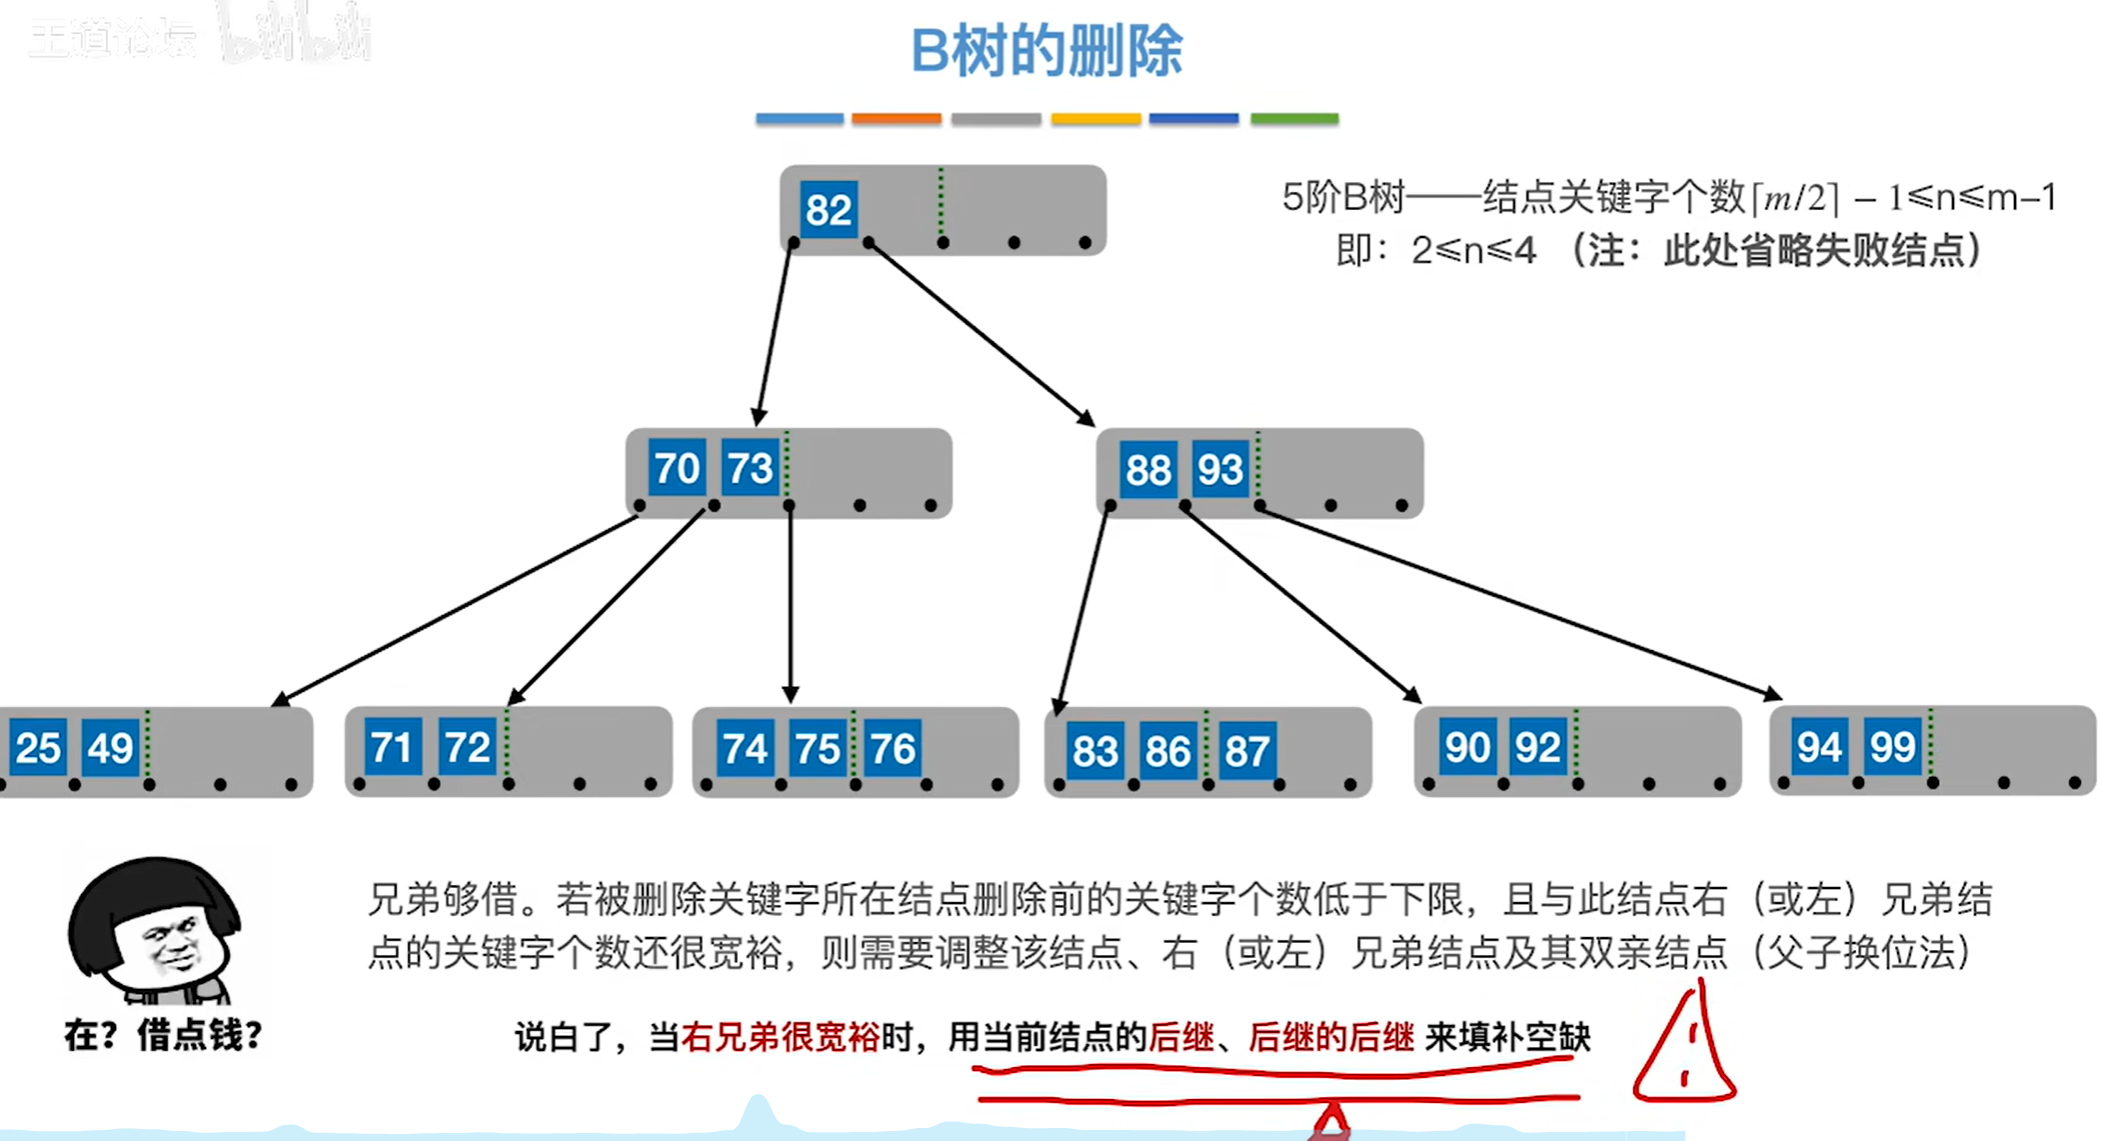 王道论坛 bilibili
B树的删除
82
5阶B树——结点关键字个数⌈m/2⌉ – 1≤n≤m–1
即：2≤n≤4 （注：此处省略失败结点）
70 73
88 93
25 49
71 72
74 75 76
83 86 87
90 92
94 99
兄弟够借。若被删除关键字所在结点删除前的关键字个数低于下限，且与此结点右（或左）兄弟结
点的关键字个数还很宽裕，则需要调整该结点、右（或左）兄弟结点及其双亲结点（父子换位法）
在？借点钱？
说白了，当右兄弟很宽裕时，用当前结点的后继、后继的后继 来填补空缺